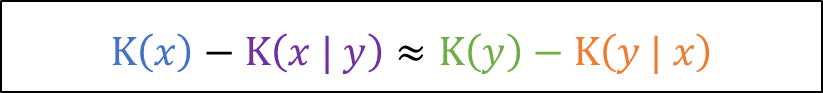 K(x) − K(x | y) ≈ K(y) − K(y | x)